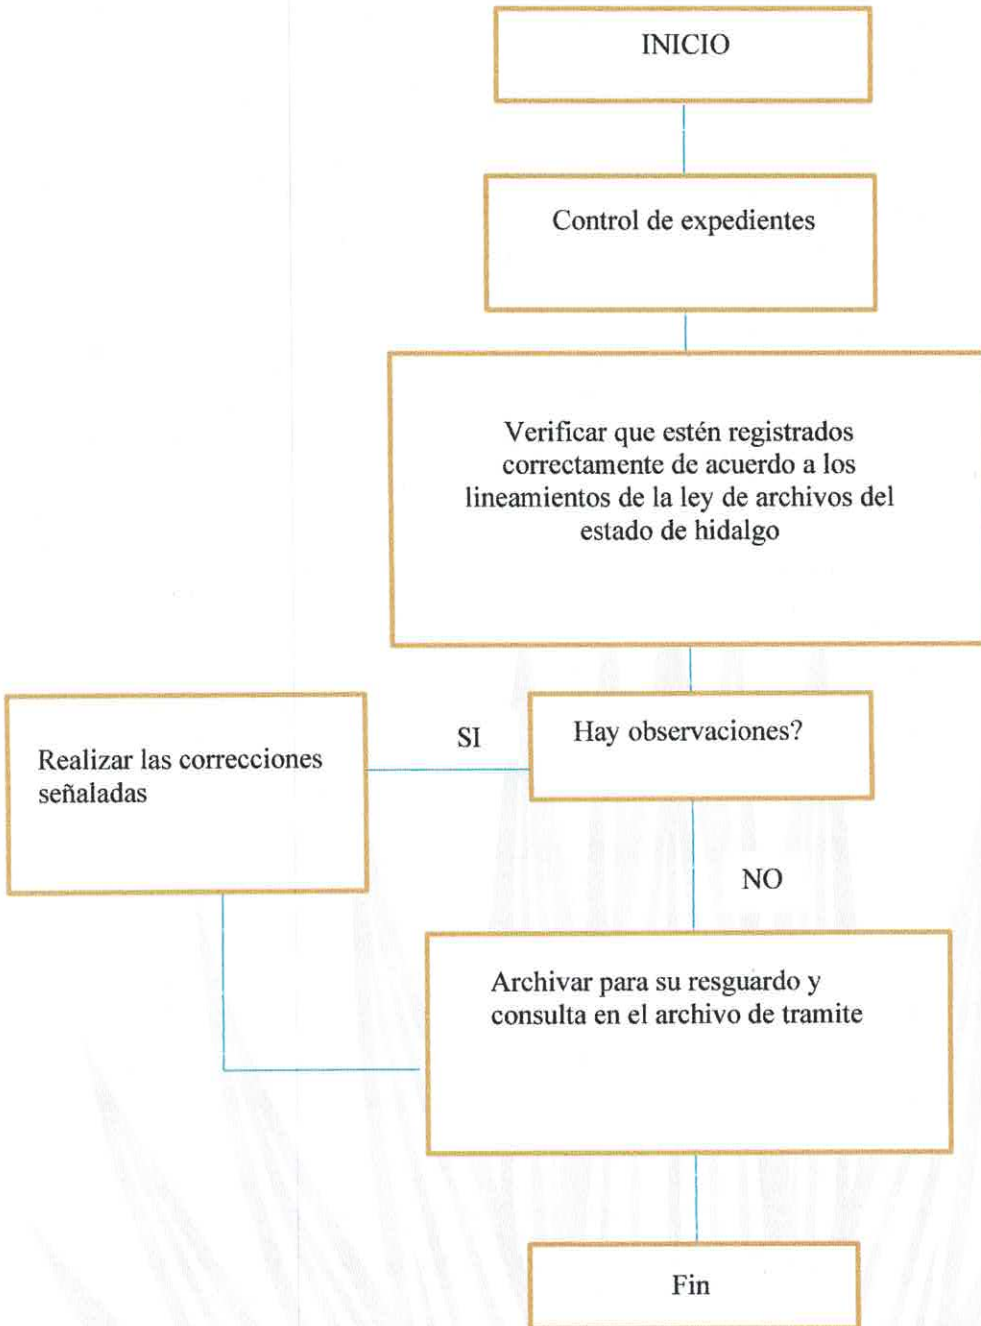 INICIO
Control de expedientes
Verificar que estén registrados
correctamente de acuerdo a los
lineamientos de la ley de archivos del
estado de hidalgo
Hay observaciones?
SI
Realizar las correcciones
señaladas
NO
Archivar para su resguardo y
consulta en el archivo de tramite
Fin